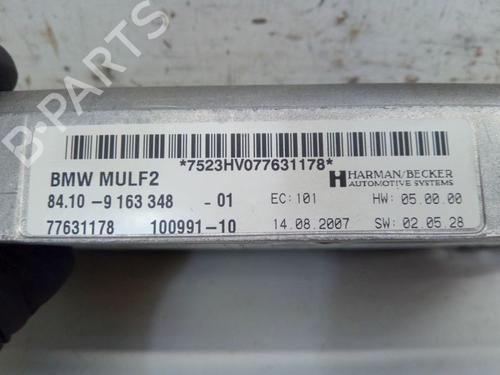 *7523HV077631178*
BMW MULF2
HARMAN/BECKER
AUTOMOTIVE SYSTEMS
84.10-9 163 348 -01 EC:101 HW: 05.00.00
77631178 100991-10 14.08.2007 SW: 02.05.28
B-PARTS